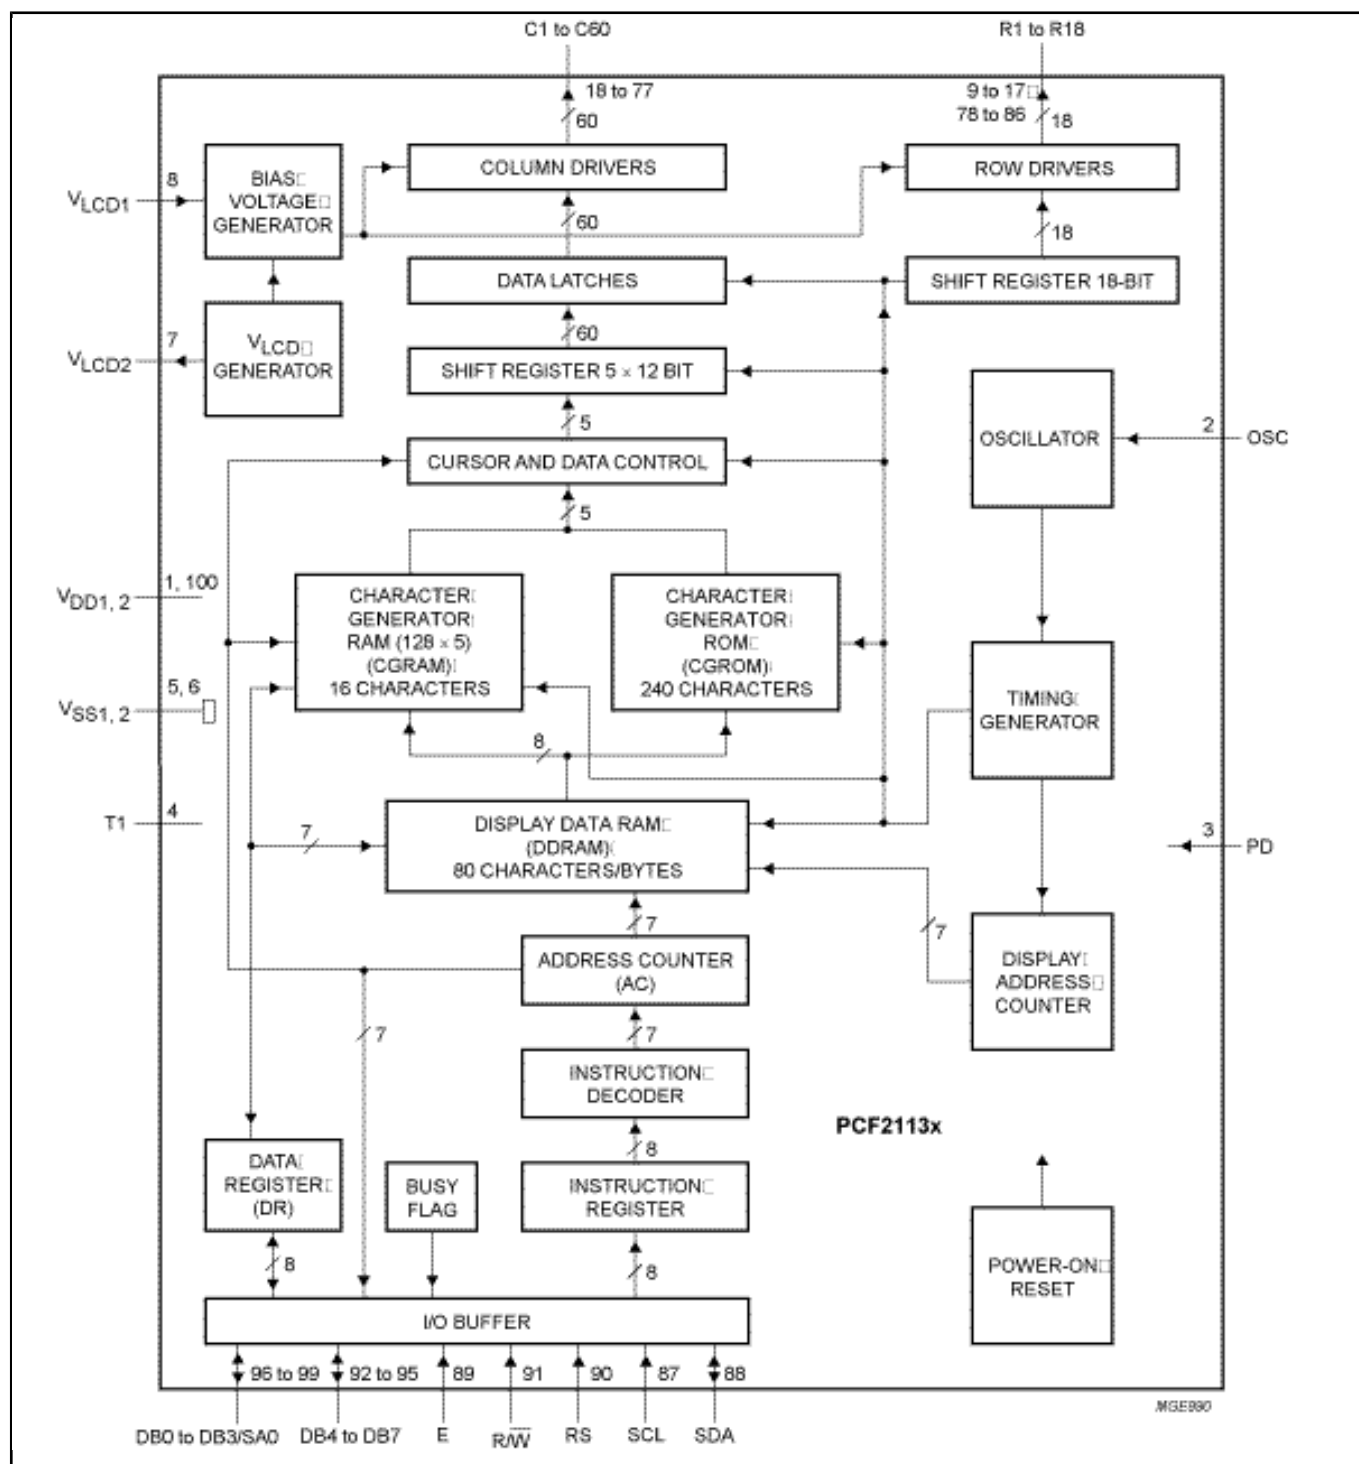 C1 to C60
R1 to R18
18 to 77
60
9 to 17
78 to 86
18
BIAS
VOLTAGE
GENERATOR
COLUMN DRIVERS
ROW DRIVERS
8
VLCD1
60
18
DATA LATCHES
SHIFT REGISTER 18-BIT
7
VLCD2
VLCD
GENERATOR
60
SHIFT REGISTER 5 × 12 BIT
5
OSCILLATOR
2
OSC
CURSOR AND DATA CONTROL
5
1, 100
VDD1, 2
CHARACTER
GENERATOR
RAM (128 × 5)
(CGRAM)
16 CHARACTERS
CHARACTER
GENERATOR
ROM
(CGROM)
240 CHARACTERS
5, 6
VSS1, 2
TIMING
GENERATOR
8
4
T1
7
DISPLAY DATA RAM
(DDRAM)
80 CHARACTERS/BYTES
3
PD
7
7
ADDRESS COUNTER
(AC)
DISPLAY
ADDRESS
COUNTER
7
7
INSTRUCTION
DECODER
PCF2113x
8
DATA
REGISTER
(DR)
BUSY
FLAG
INSTRUCTION
REGISTER
8
8
POWER-ON
RESET
I/O BUFFER
96 to 99
92 to 95
89
91
90
87
88
MGE990
DB0 to DB3/SA0
DB4 to DB7
E
R/W̅
RS
SCL
SDA